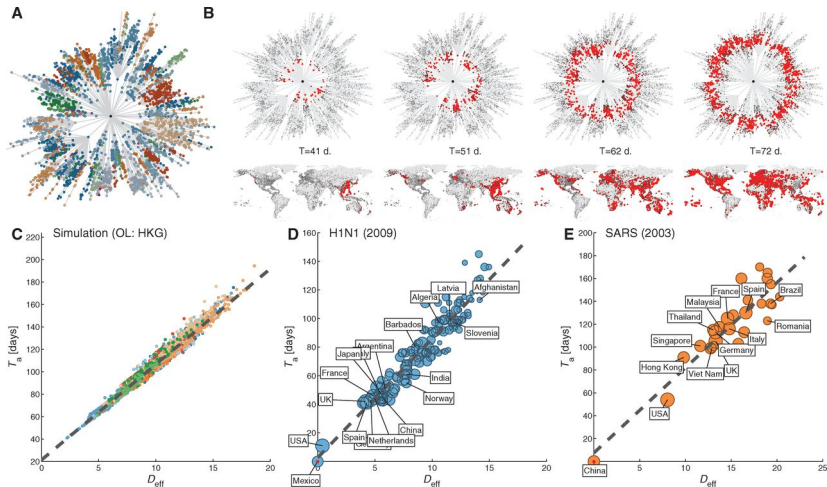 A
B
T=41 d.
T=51 d.
T=62 d.
T=72 d.
C
Simulation (OL: HKG)
220
200
180
160
140
120
100
80
60
40
20
Ta [days]
0
5
10
15
20
Deff
D
H1N1 (2009)
160
140
120
100
80
60
40
20
0
Ta [days]
Latvia
Afghanistan
Algeria
Barbados
Slovenia
Argentina
Japan
France
India
UK
Norway
China
USA
Spain
Netherlands
Mexico
0
5
10
15
Deff
E
SARS (2003)
200
180
160
140
120
100
80
60
40
20
0
Ta [days]
France
Spain
Brazil
Malaysia
Thailand
Romania
Singapore
Italy
Germany
Hong Kong
UK
Viet Nam
USA
China
0
5
10
15
20
25
Deff